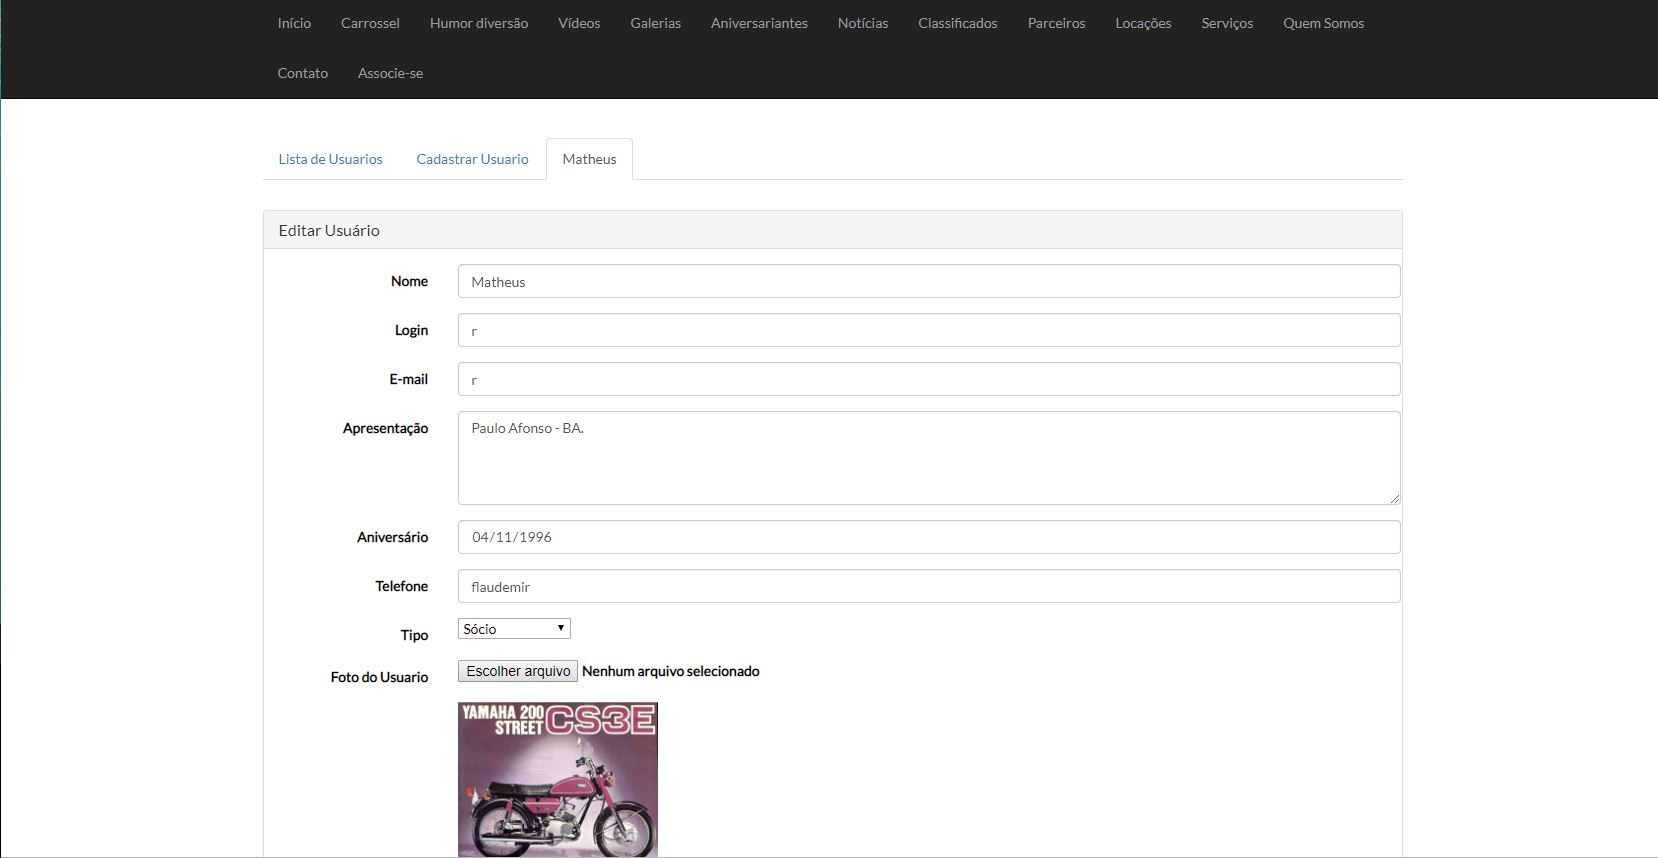 Início Carrossel Humor diversão Vídeos Galerias Aniversariantes Notícias Classificados Parceiros Locações Serviços Quem Somos
Contato Associe-se
Lista de Usuarios Cadastrar Usuario Matheus
Editar Usuário
Nome Matheus
Login r
E-mail r
Apresentação Paulo Afonso - BA.
Aniversário 04/11/1996
Telefone flaudemir
Tipo Sócio
Foto do Usuario Escolher arquivo Nenhum arquivo selecionado
YAMAHA 200 CS3E
STREET